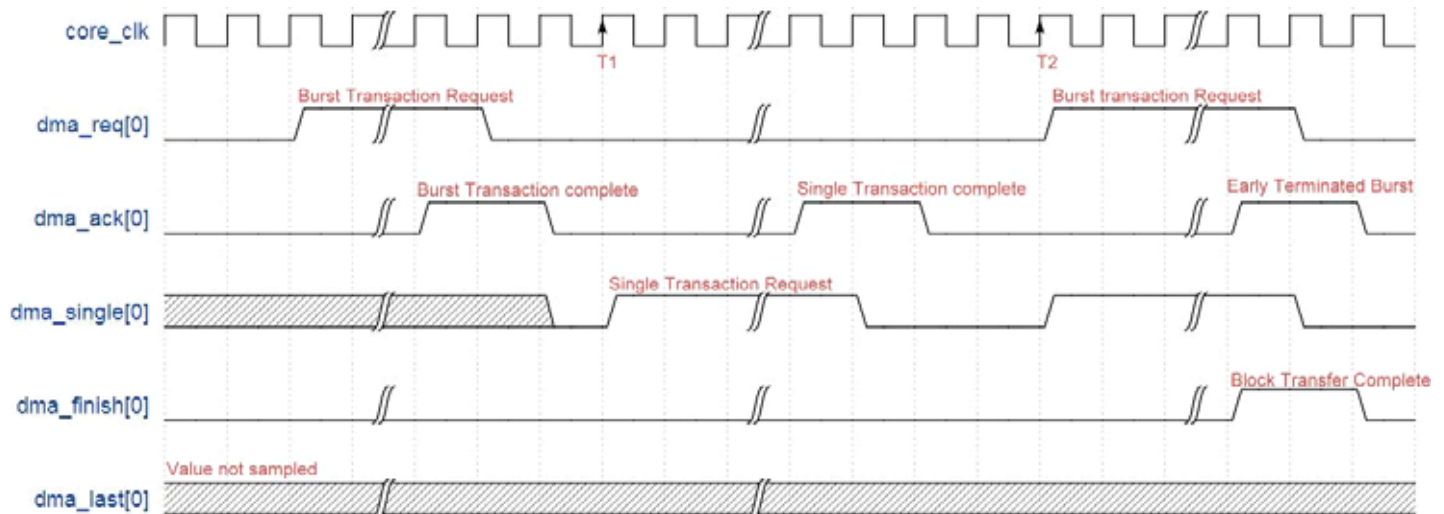 core_clk
T1
T2
Burst Transaction Request
Burst transaction Request
dma_req[0]
Burst Transaction complete
Single Transaction complete
Early Terminated Burst
dma_ack[0]
Single Transaction Request
dma_single[0]
Block Transfer Complete
dma_finish[0]
Value not sampled
dma_last[0]